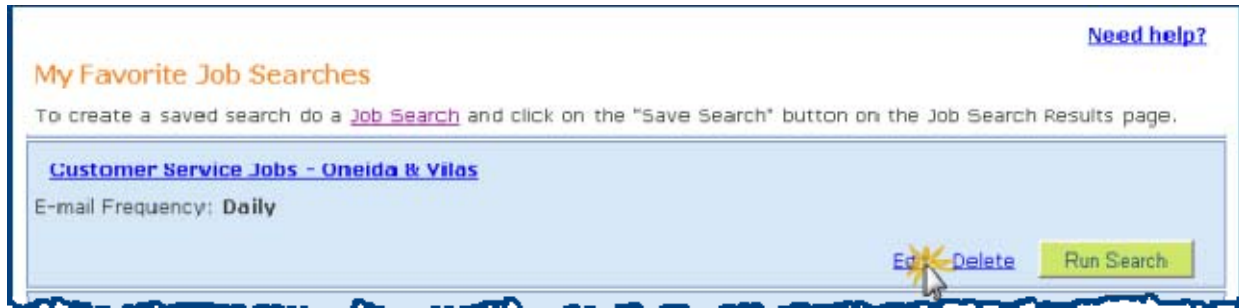 Need help?
My Favorite Job Searches
To create a saved search do a Job Search and click on the "Save Search" button on the Job Search Results page.
Customer Service Jobs - Oneida & Vilas
E-mail Frequency: Daily
Delete Run Search